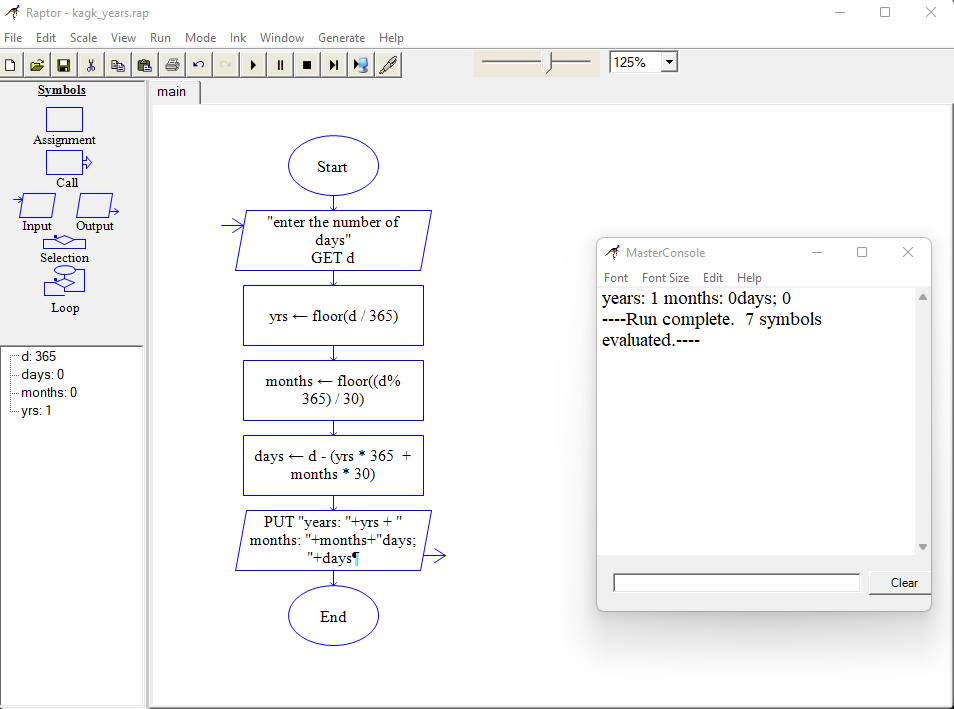 Raptor - kagk_years.rap
File Edit Scale View Run Mode Ink Window Generate Help
125%
Symbols
Assignment
Call
Input Output
Selection
Loop
d: 365
days: 0
months: 0
yrs: 1
main
Start
"enter the number of
days"
GET d
yrs ← floor(d / 365)
months ← floor((d%
365) / 30)
days ← d - (yrs * 365 +
months * 30)
PUT "years: "+yrs + "
months: "+months+"days;
"+days¶
End
MasterConsole
Font Font Size Edit Help
years: 1 months: 0days; 0
----Run complete.  7 symbols
evaluated.----
Clear